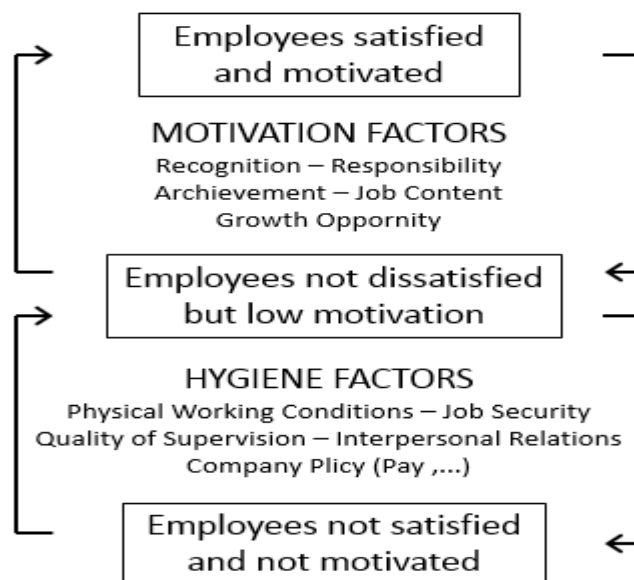 Employees satisfied
and motivated
MOTIVATION FACTORS
Recognition – Responsibility
Archievement – Job Content
Growth Oppornity
Employees not dissatisfied
but low motivation
HYGIENE FACTORS
Physical Working Conditions – Job Security
Quality of Supervision – Interpersonal Relations
Company Plicy (Pay ,...)
Employees not satisfied
and not motivated